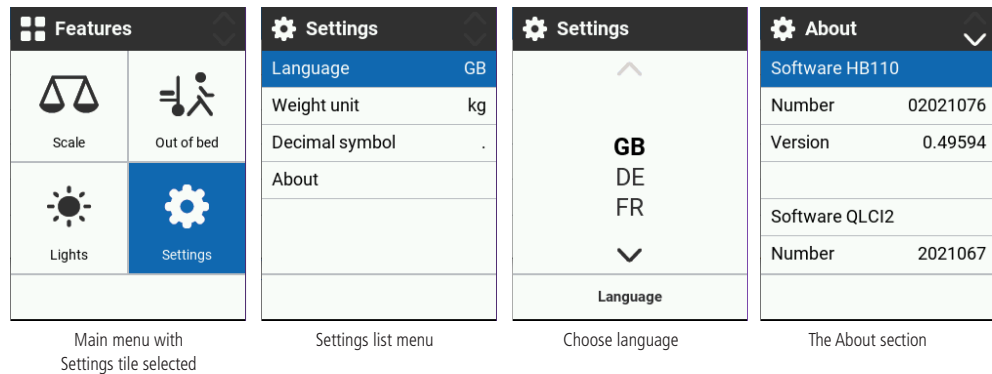 Features
Scale
Out of bed
Lights
Settings
Main menu with
Settings tile selected
Settings
Language GB
Weight unit kg
Decimal symbol .
About
Settings list menu
Settings
GB
DE
FR
Language
Choose language
About
Software HB110
Number 02021076
Version 0.49594
Software QLCI2
Number 2021067
The About section